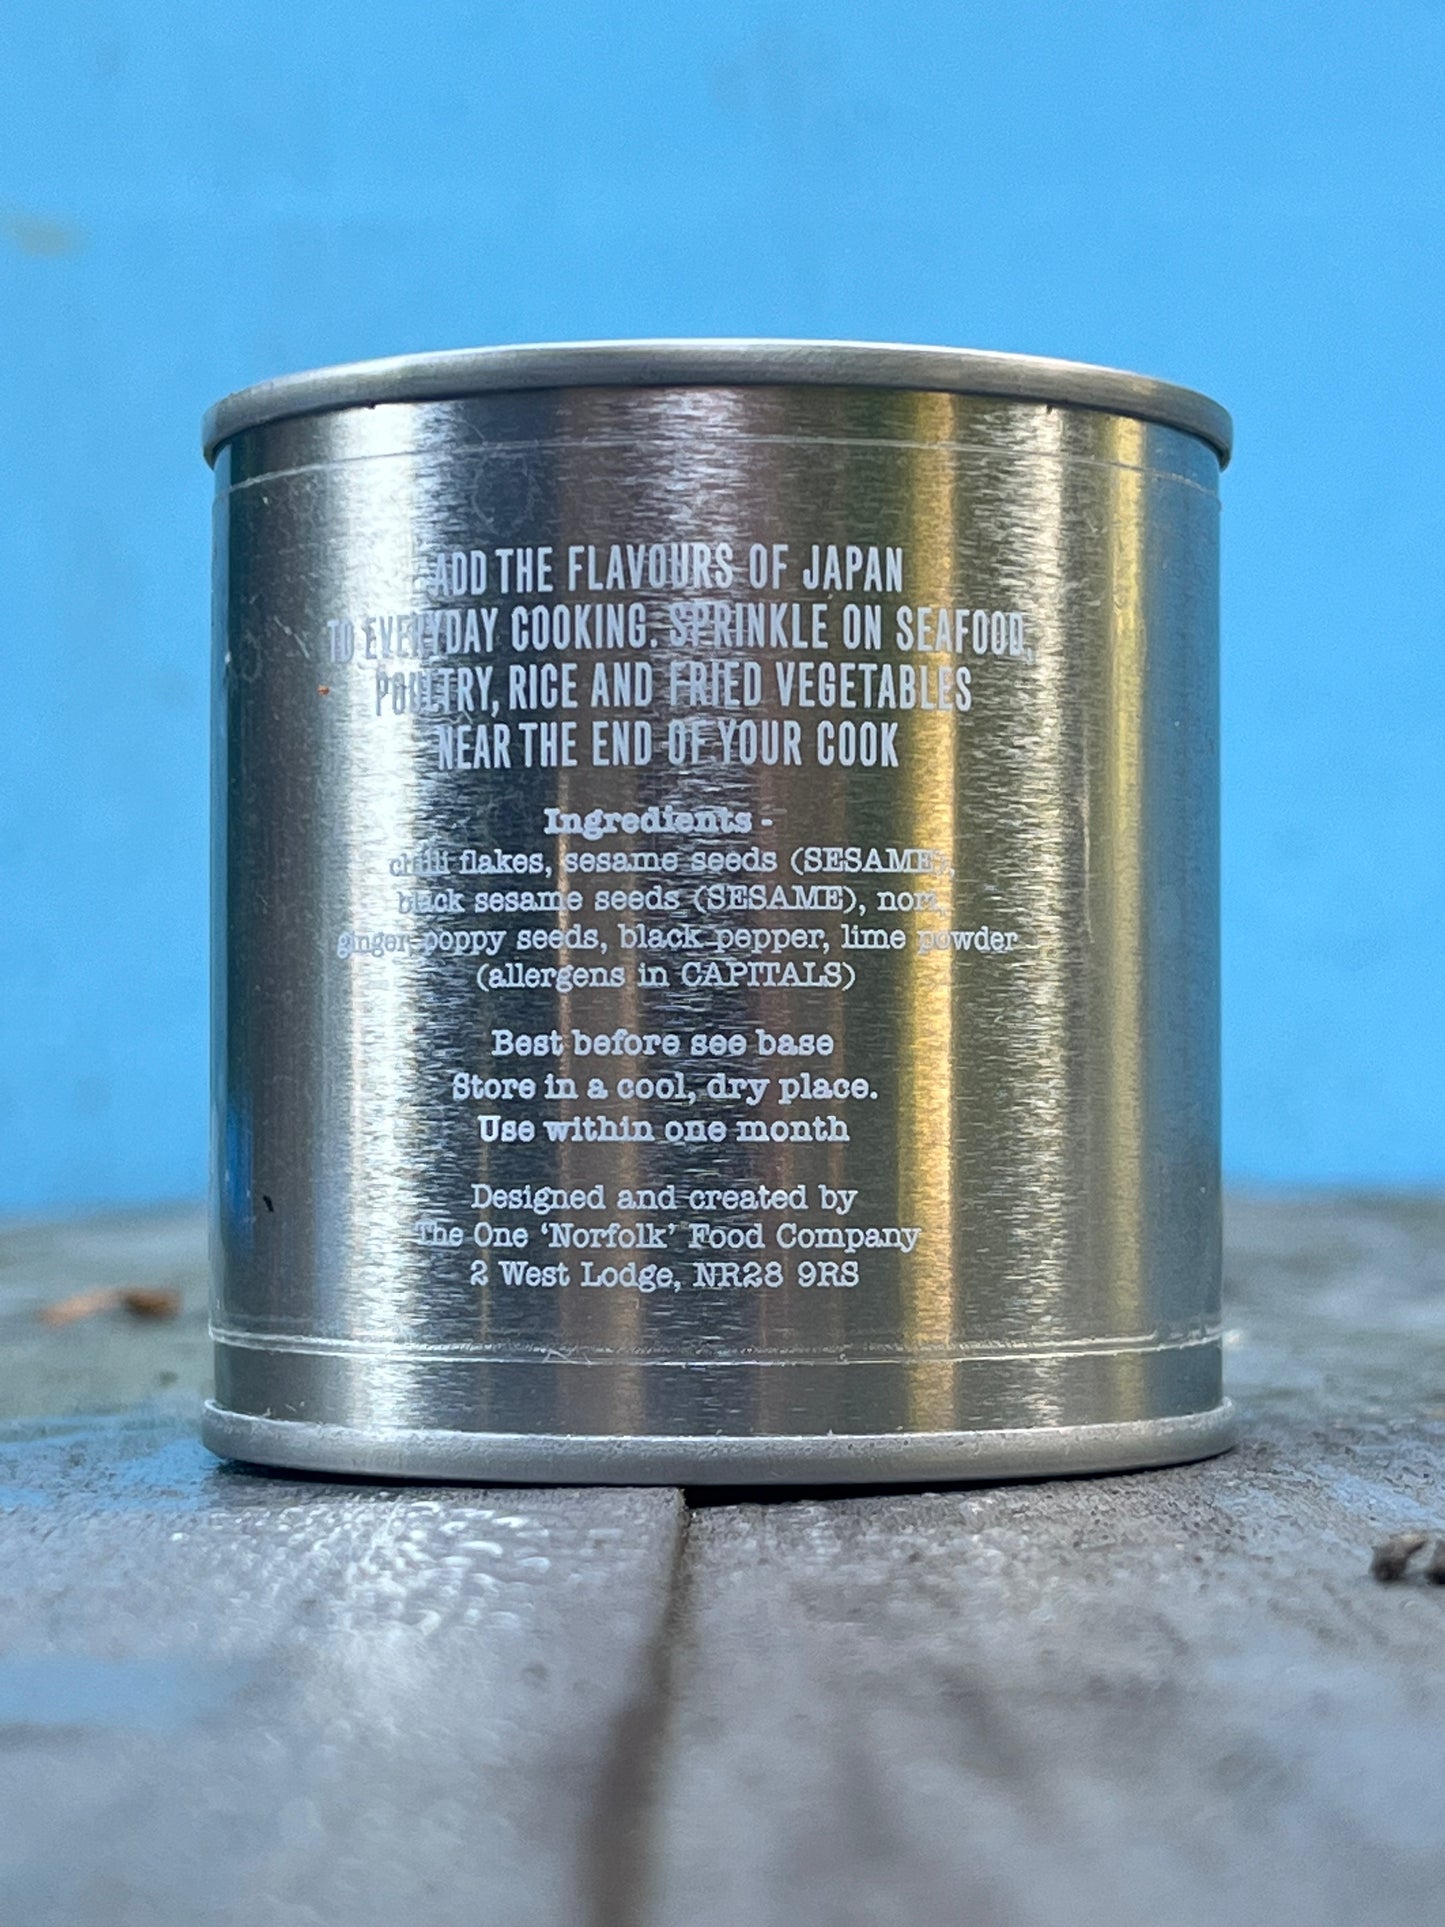 ADD THE FLAVOURS OF JAPAN
TO EVERYDAY COOKING. SPRINKLE ON SEAFOOD,
POULTRY, RICE AND FRIED VEGETABLES
NEAR THE END OF YOUR COOK
Ingredients -
chilli flakes, sesame seeds (SESAME),
black sesame seeds (SESAME), nori,
ginger, poppy seeds, black pepper, lime powder
(allergens in CAPITALS)
Best before see base
Store in a cool, dry place.
Use within one month
Designed and created by
The One ‘Norfolk’ Food Company
2 West Lodge, NR28 9RS